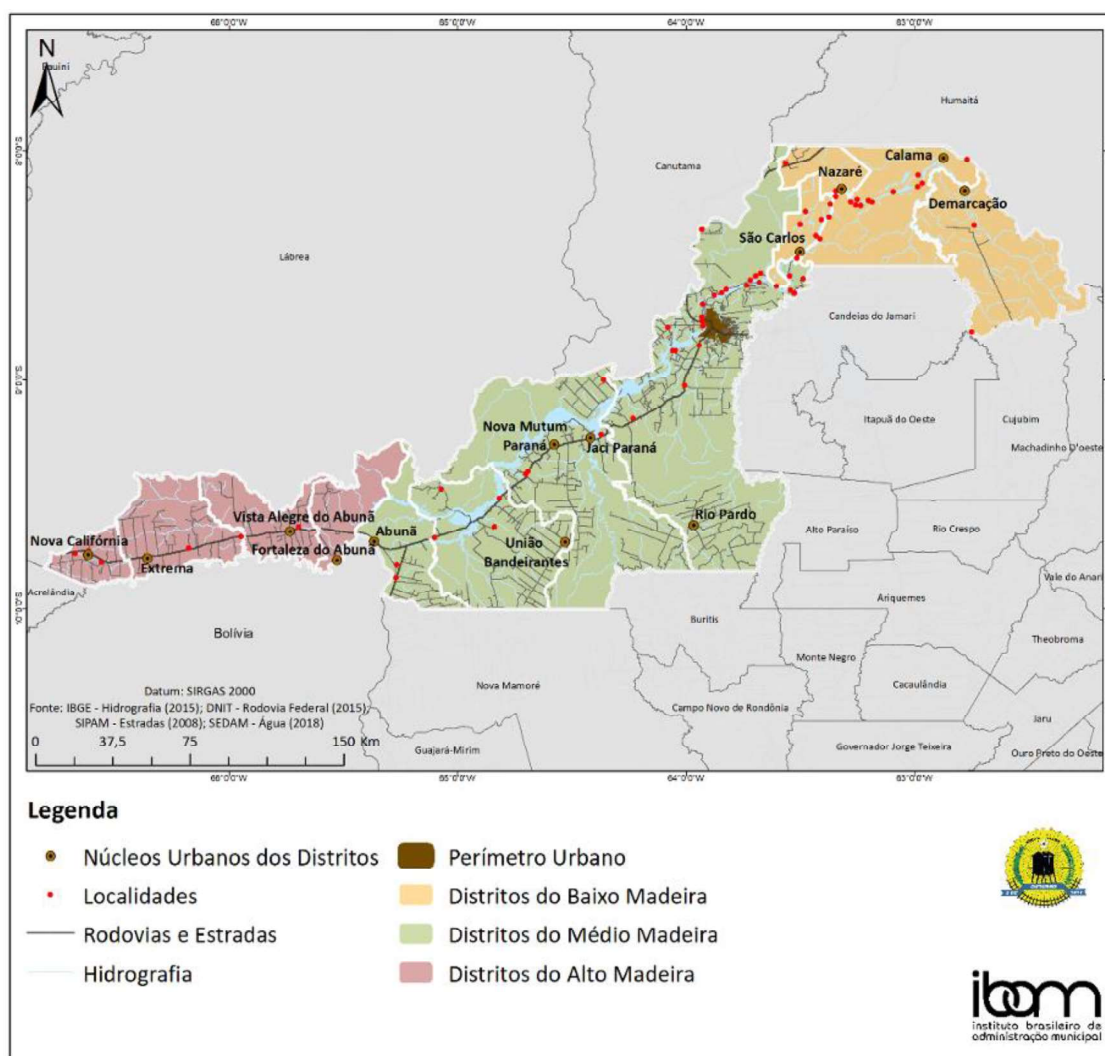 66°0'0"W 65°0'0"W 64°0'0"W 63°0'0"W
N
Pauini
Humaitá
Canutama
Lábrea
Calama
Nazaré
Demarcação
São Carlos
Candeias do Jamari
Itapuã do Oeste
Cujubim
Machadinho D'oeste
Nova Mutum
Paraná
Jaci Paraná
Rio Pardo
Alto Paraíso
Rio Crespo
Vista Alegre do Abunã
Abunã
Nova Califórnia
Fortaleza do Abunã
Extrema
União
Bandeirantes
Acrelândia
Vale do Anari
Ariquemes
Buritis
Theobroma
Bolívia
Monte Negro
Nova Mamoré
Cacaulândia
Campo Novo de Rondônia
Jaru
Governador Jorge Teixeira
Ouro Preto do Oeste
Guajará-Mirim
Datum: SIRGAS 2000
Fonte: IBGE - Hidrografia (2015); DNIT - Rodovia Federal (2015);
SIPAM - Estradas (2008); SEDAM - Água (2018)
0 37,5 75 150 Km
66°0'0"W 65°0'0"W 64°0'0"W 63°0'0"W
Legenda
Núcleos Urbanos dos Distritos
Localidades
Rodovias e Estradas
Hidrografia
Perímetro Urbano
Distritos do Baixo Madeira
Distritos do Médio Madeira
Distritos do Alto Madeira
OUTUBRO
ibam
instituto brasileiro de
administração municipal